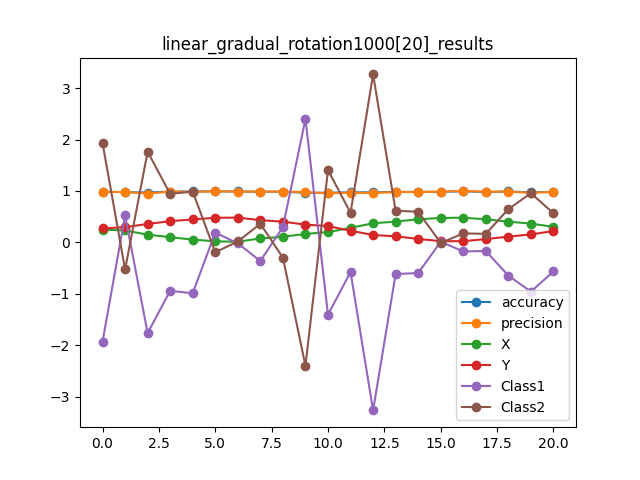 linear_gradual_rotation1000[20]_results
3
2
1
0
−1
−2
−3
0.0 2.5 5.0 7.5 10.0 12.5 15.0 17.5 20.0
accuracy
precision
X
Y
Class1
Class2